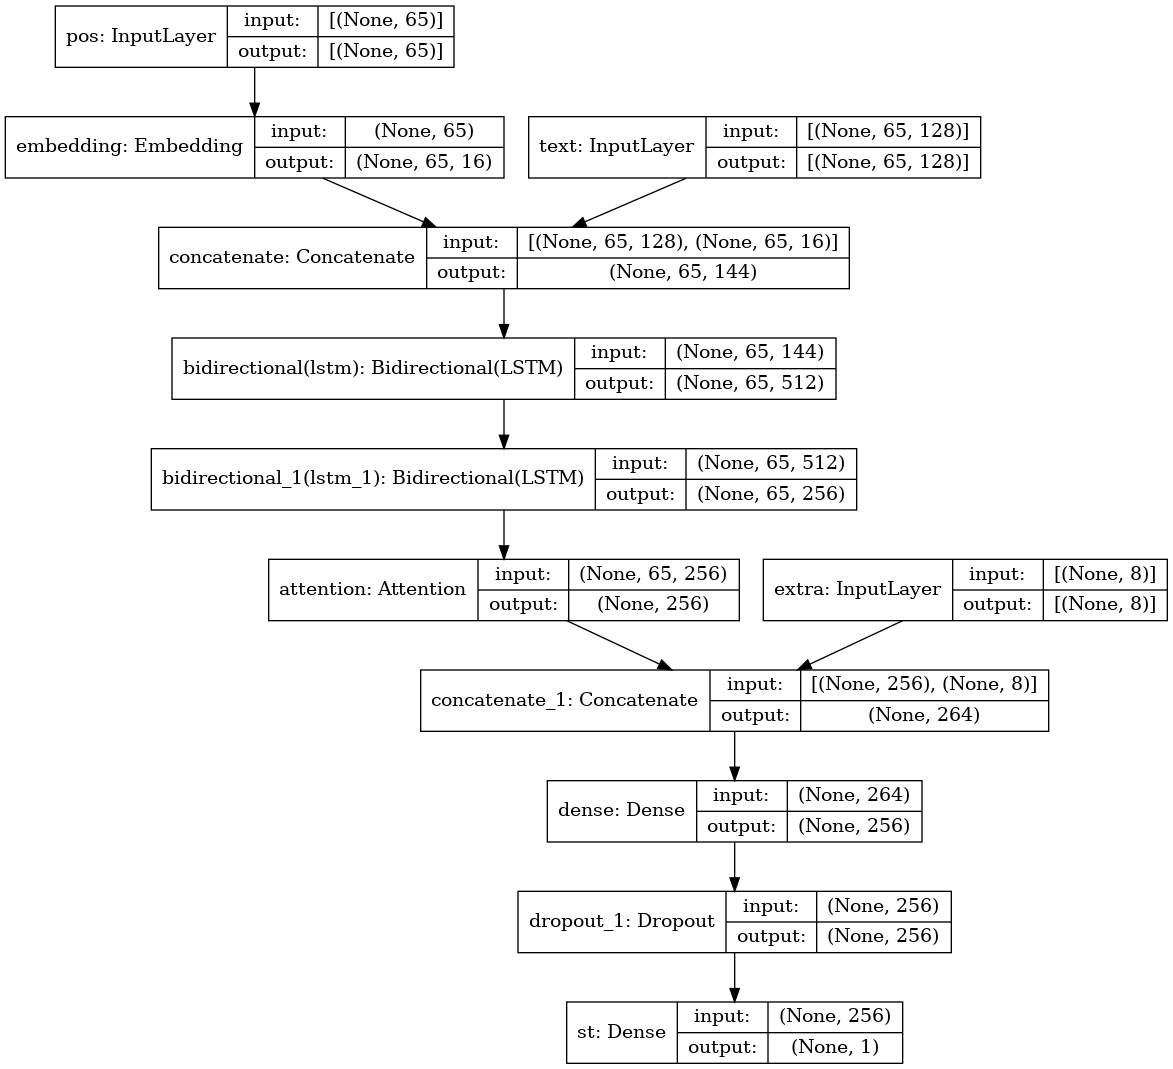 pos: InputLayer
input:
[(None, 65)]
output:
[(None, 65)]
embedding: Embedding
input:
(None, 65)
output:
(None, 65, 16)
text: InputLayer
input:
[(None, 65, 128)]
output:
[(None, 65, 128)]
concatenate: Concatenate
input:
[(None, 65, 128), (None, 65, 16)]
output:
(None, 65, 144)
bidirectional(lstm): Bidirectional(LSTM)
input:
(None, 65, 144)
output:
(None, 65, 512)
bidirectional_1(lstm_1): Bidirectional(LSTM)
input:
(None, 65, 512)
output:
(None, 65, 256)
attention: Attention
input:
(None, 65, 256)
output:
(None, 256)
extra: InputLayer
input:
[(None, 8)]
output:
[(None, 8)]
concatenate_1: Concatenate
input:
[(None, 256), (None, 8)]
output:
(None, 264)
dense: Dense
input:
(None, 264)
output:
(None, 256)
dropout_1: Dropout
input:
(None, 256)
output:
(None, 256)
st: Dense
input:
(None, 256)
output:
(None, 1)